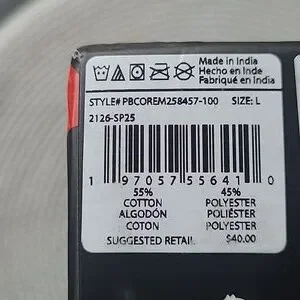 Made in India
Hecho en Inde
Fabriqué en India
STYLE# PBCOREM258457-100 SIZE: L
2126-SP25
1 97057 55641 0
55% 45%
COTTON POLYESTER
ALGODÓN POLIÉSTER
COTON POLYESTER
SUGGESTED RETAIL $40.00